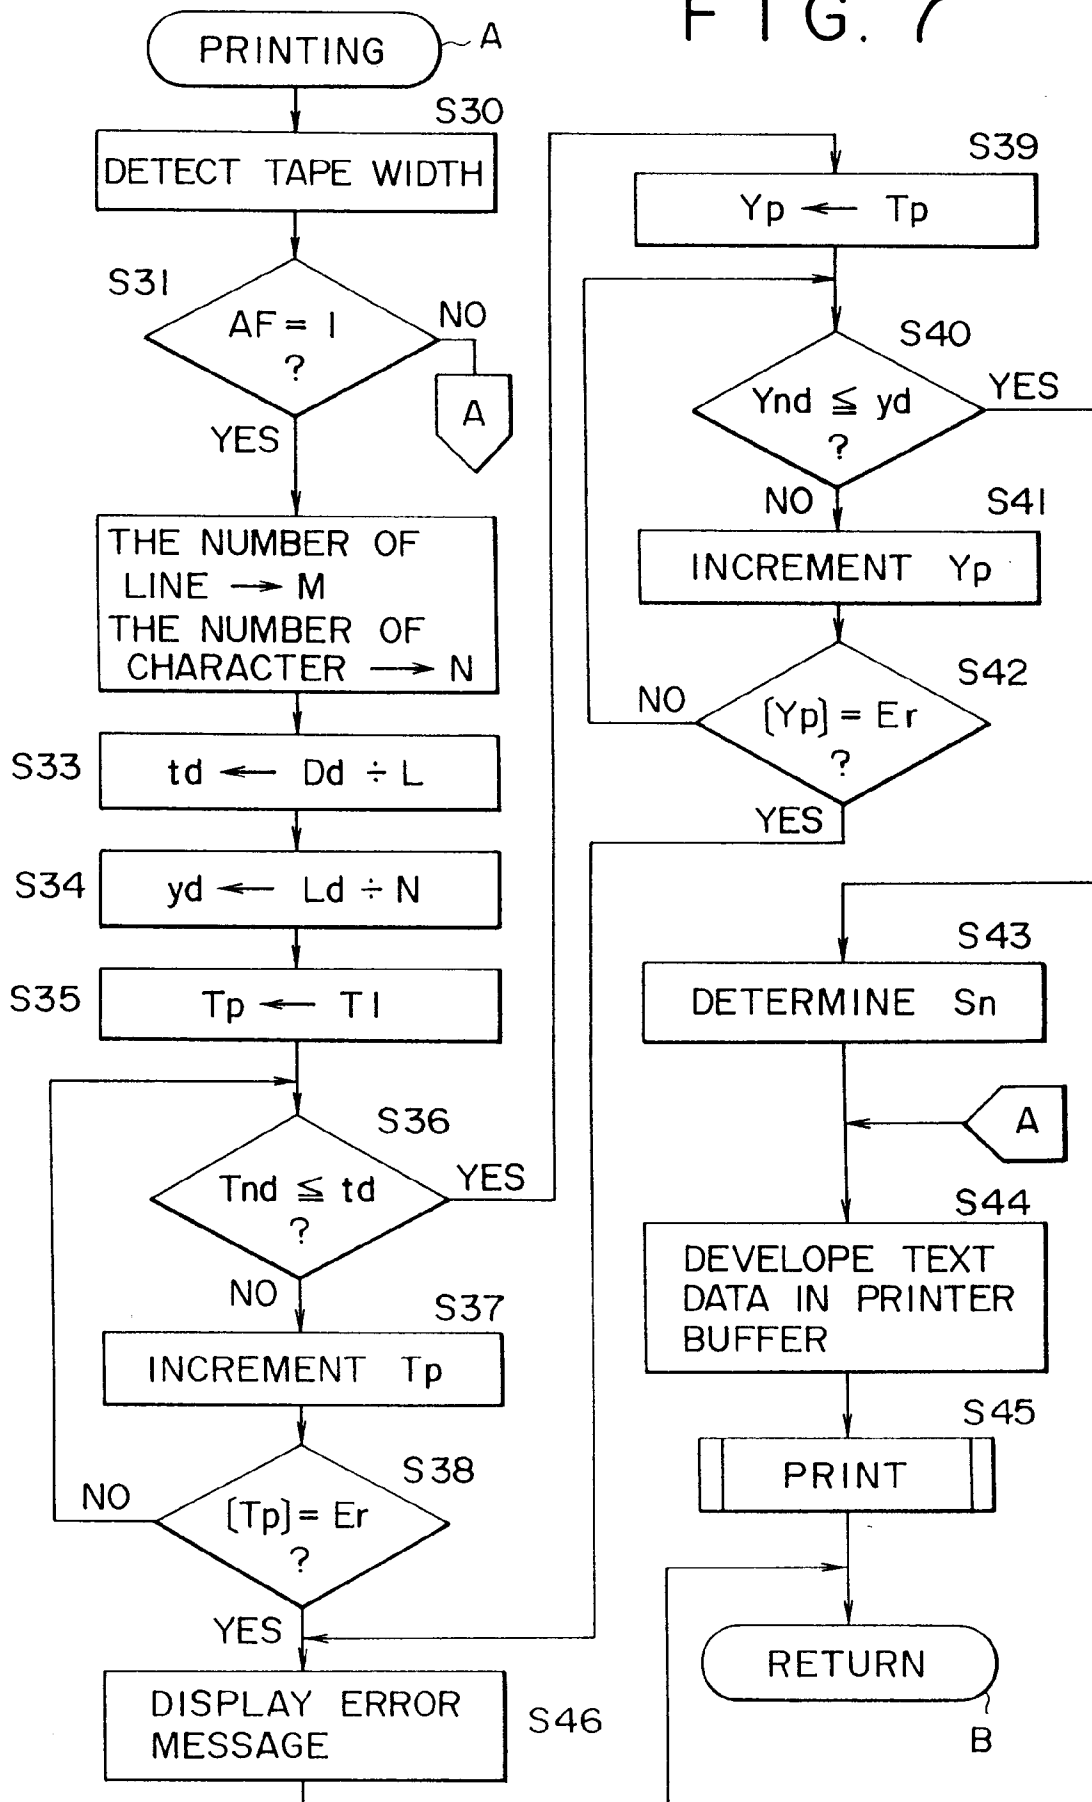 FIG. 7
PRINTING
A
S30
DETECT TAPE WIDTH
S31
AF = 1
?
NO
A
YES
THE NUMBER OF
LINE → M
THE NUMBER OF
CHARACTER → N
S33
td ← Dd ÷ L
S34
yd ← Ld ÷ N
S35
Tp ← T1
S36
Tnd ≦ td
?
YES
NO
S37
INCREMENT Tp
S38
[Tp] = Er
?
NO
YES
DISPLAY ERROR
MESSAGE
S46
S39
Yp ← Tp
S40
Ynd ≦ yd
?
YES
NO
S41
INCREMENT Yp
S42
[Yp] = Er
?
NO
YES
S43
DETERMINE Sn
A
S44
DEVELOPE TEXT
DATA IN PRINTER
BUFFER
S45
PRINT
RETURN
B